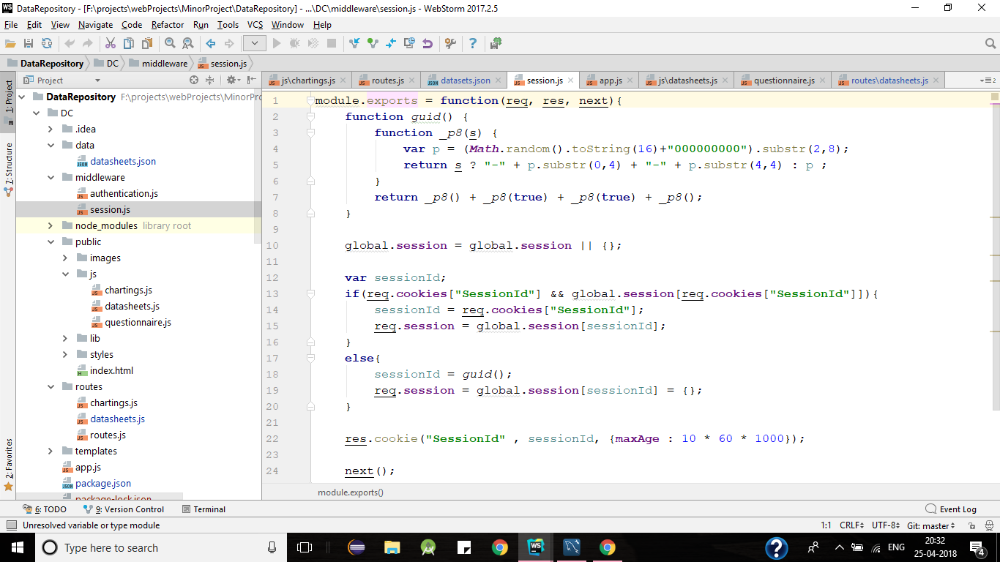 WS DataRepository - [F:\projects\webProjects\MinorProject\DataRepository] - ...\DC\middleware\session.js - WebStorm 2017.2.5
File Edit View Navigate Code Refactor Run Tools VCS Window Help
DataRepository DC middleware session.js
Project
js\chartings.js routes.js datasets.json session.js app.js js\datasheets.js questionnaire.js routes\datasheets.js
1: Project
7: Structure
2: Favorites
DataRepository F:\projects\webProjects\MinorPro
DC
.idea
data
datasheets.json
middleware
authentication.js
session.js
node_modules library root
public
images
js
chartings.js
datasheets.js
questionnaire.js
lib
styles
index.html
routes
chartings.js
datasheets.js
routes.js
templates
app.js
package.json
package-lock.json
1 module.exports = function(req, res, next){
2 function guid() {
3 function _p8(s) {
4 var p = (Math.random().toString(16)+"000000000").substr(2,8);
5 return s ? "-" + p.substr(0,4) + "-" + p.substr(4,4) : p ;
6 }
7 return _p8() + _p8(true) + _p8(true) + _p8();
8 }
9
10 global.session = global.session || {};
11
12 var sessionId;
13 if(req.cookies["SessionId"] && global.session[req.cookies["SessionId"]]){
14 sessionId = req.cookies["SessionId"];
15 req.session = global.session[sessionId];
16 }
17 else{
18 sessionId = guid();
19 req.session = global.session[sessionId] = {};
20 }
21
22 res.cookie("SessionId" , sessionId, {maxAge : 10 * 60 * 1000});
23
24 next();
module.exports()
6: TODO 9: Version Control Terminal Event Log
Unresolved variable or type module 1:1 CRLF UTF-8 Git: master
Type here to search
WS
ENG
20:32
25-04-2018
4